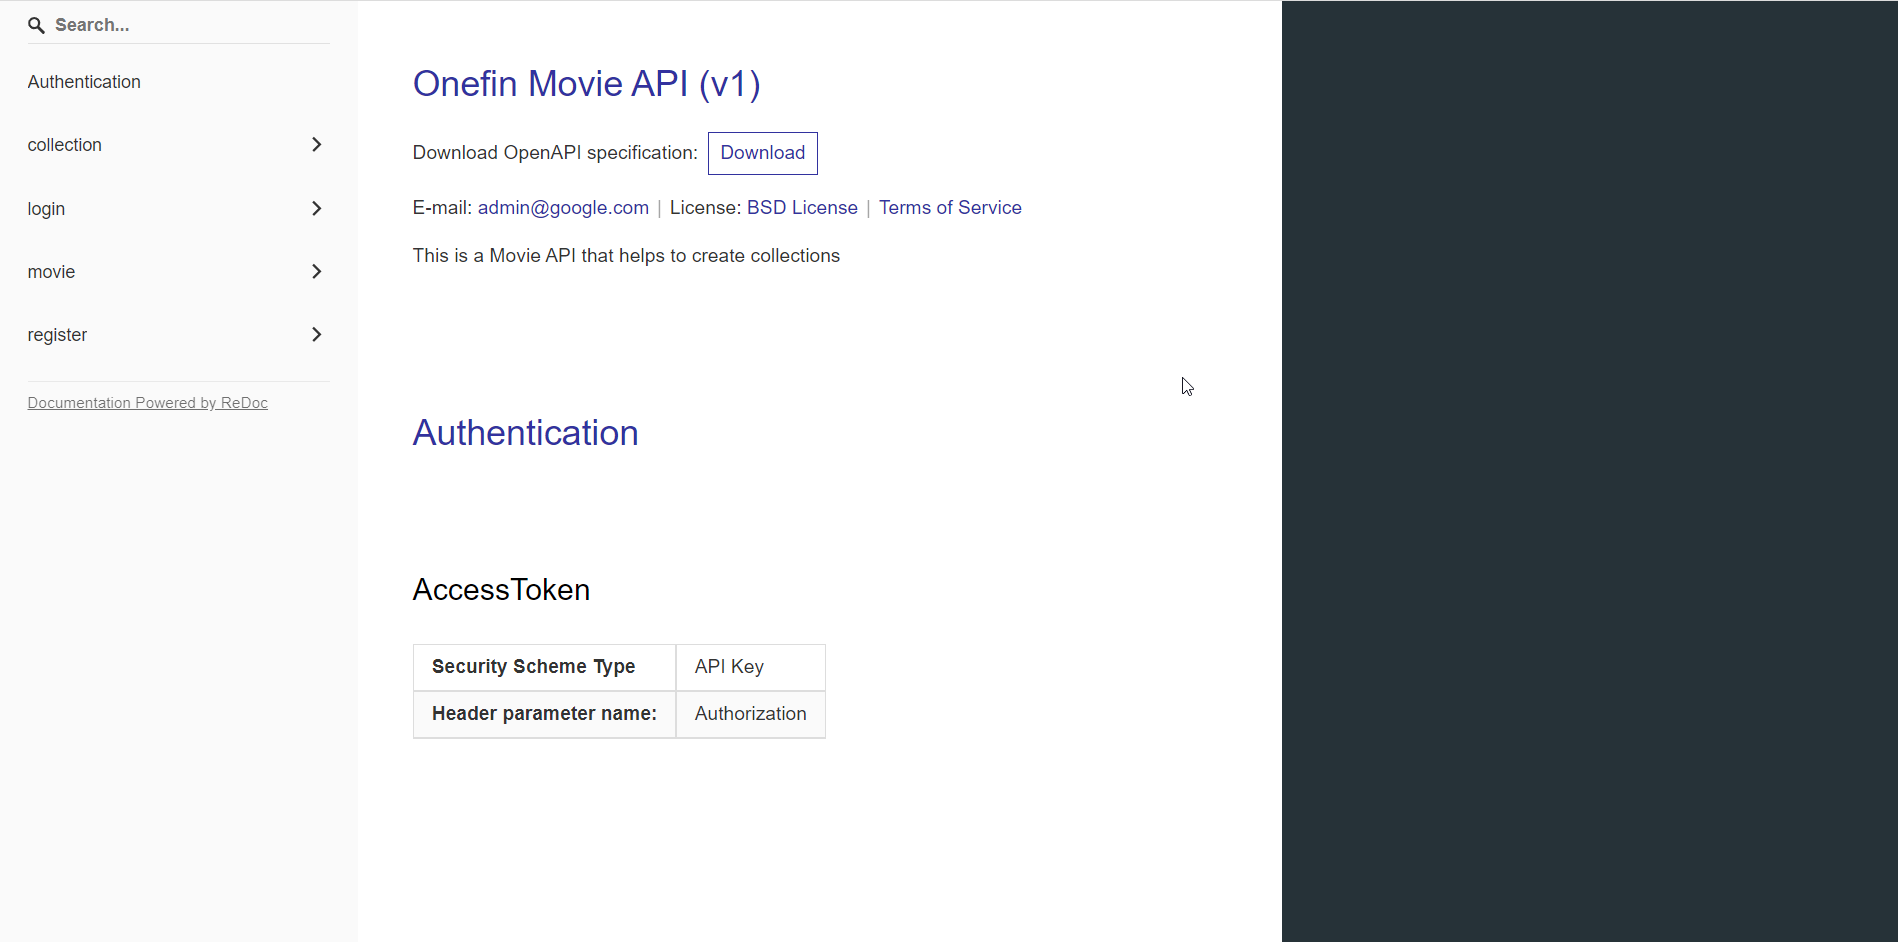 Search...
Authentication
collection
login
movie
register
Documentation Powered by ReDoc
Onefin Movie API (v1)
Download OpenAPI specification: Download
E-mail: admin@google.com | License: BSD License | Terms of Service
This is a Movie API that helps to create collections
Authentication
AccessToken
Security Scheme Type API Key
Header parameter name: Authorization